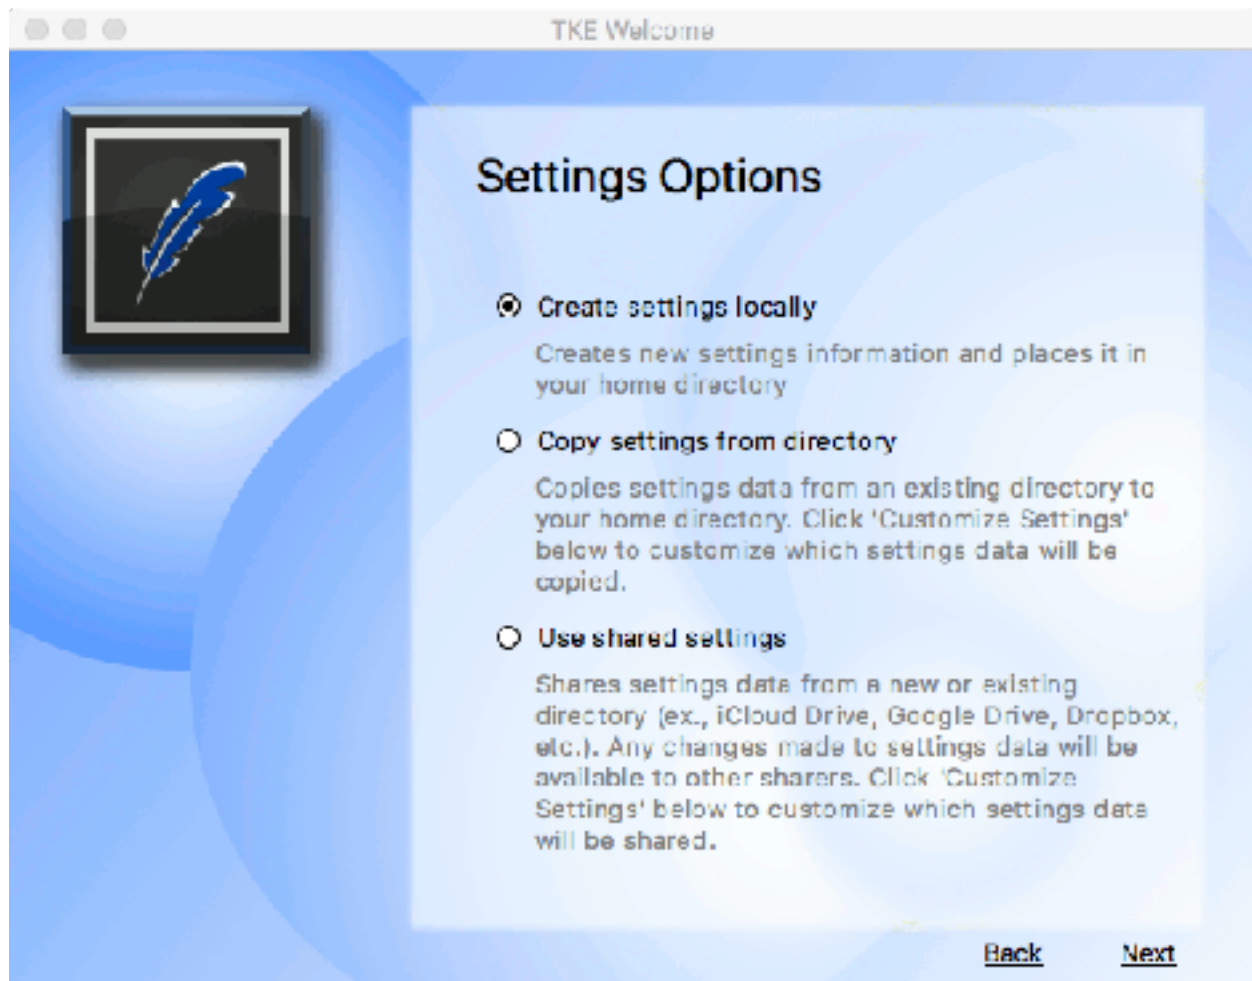 TKE Welcome
Settings Options
Create settings locally
Creates new settings information and places it in
your home directory
Copy settings from directory
Copies settings data from an existing directory to
your home directory. Click 'Customize Settings'
below to customize which settings data will be
copied.
Use shared settings
Shares settings data from a new or existing
directory (ex., iCloud Drive, Google Drive, Dropbox,
etc.). Any changes made to settings data will be
available to other sharers. Click 'Customize
Settings' below to customize which settings data
will be shared.
Back Next